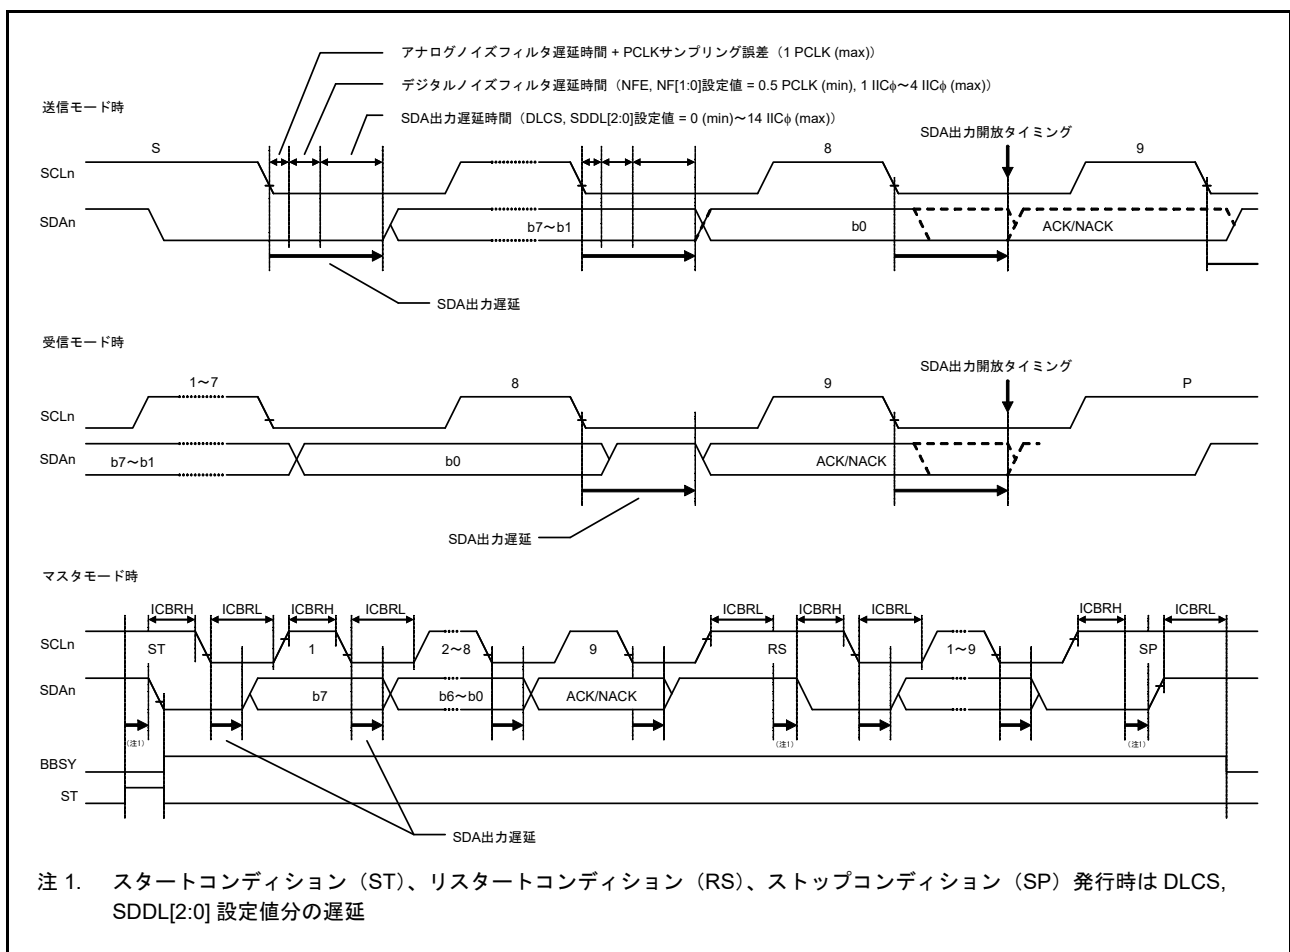 アナログノイズフィルタ遅延時間 + PCLKサンプリング誤差（1 PCLK (max)）
デジタルノイズフィルタ遅延時間（NFE, NF[1:0]設定値 = 0.5 PCLK (min), 1 IICφ～4 IICφ (max)）
送信モード時
SDA出力遅延時間（DLCS, SDDL[2:0]設定値 = 0 (min)～14 IICφ (max)）
SDA出力開放タイミング
S 8 9
SCLn
SDAn
b7～b1 b0 ACK/NACK
SDA出力遅延
受信モード時
SDA出力開放タイミング
1～7 8 9 P
SCLn
SDAn
b7～b1 b0 ACK/NACK
SDA出力遅延
マスタモード時
ICBRH ICBRL ICBRH ICBRL ICBRL ICBRH ICBRL ICBRH ICBRL
SCLn
ST 1 2～8 9 RS 1～9 SP
SDAn
b7 b6～b0 ACK/NACK
（注1） （注1） （注1）
BBSY
ST
SDA出力遅延
注 1. スタートコンディション（ST）、リスタートコンディション（RS）、ストップコンディション（SP）発行時は DLCS,
SDDL[2:0] 設定値分の遅延